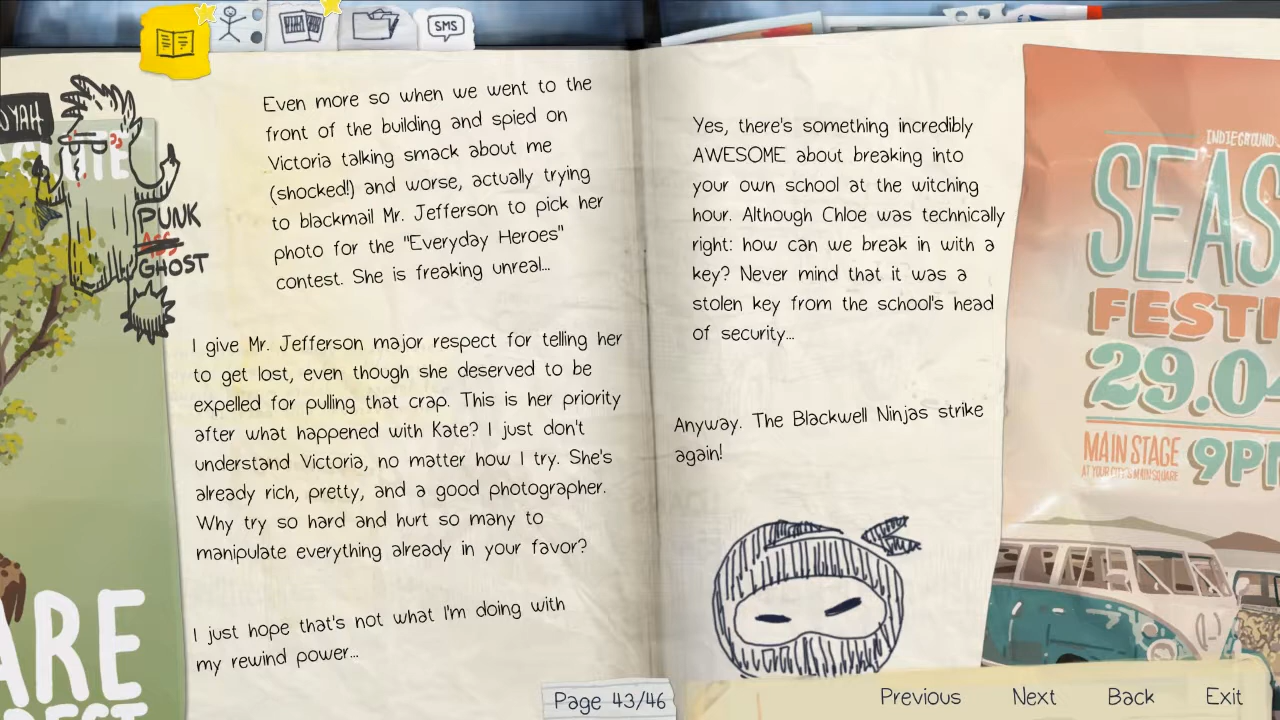 SMS
PUNK
ASS
GHOST
Even more so when we went to the
front of the building and spied on
Victoria talking smack about me
(shocked!) and worse, actually trying
to blackmail Mr. Jefferson to pick her
photo for the "Everyday Heroes"
contest. She is freaking unreal...
I give Mr. Jefferson major respect for telling her
to get lost, even though she deserved to be
expelled for pulling that crap. This is her priority
after what happened with Kate? I just don't
understand Victoria, no matter how I try. She's
already rich, pretty, and a good photographer.
Why try so hard and hurt so many to
manipulate everything already in your favor?
I just hope that's not what I'm doing with
my rewind power...
Yes, there's something incredibly
AWESOME about breaking into
your own school at the witching
hour. Although Chloe was technically
right: how can we break in with a
key? Never mind that it was a
stolen key from the school's head
of security...
Anyway. The Blackwell Ninjas strike
again!
INDIEGROUND
SEAS
FESTI
29.0
MAIN STAGE
AT YOUR CITY'S MAIN SQUARE
9P
ARE
Page 43/46
Previous
Next
Back
Exit